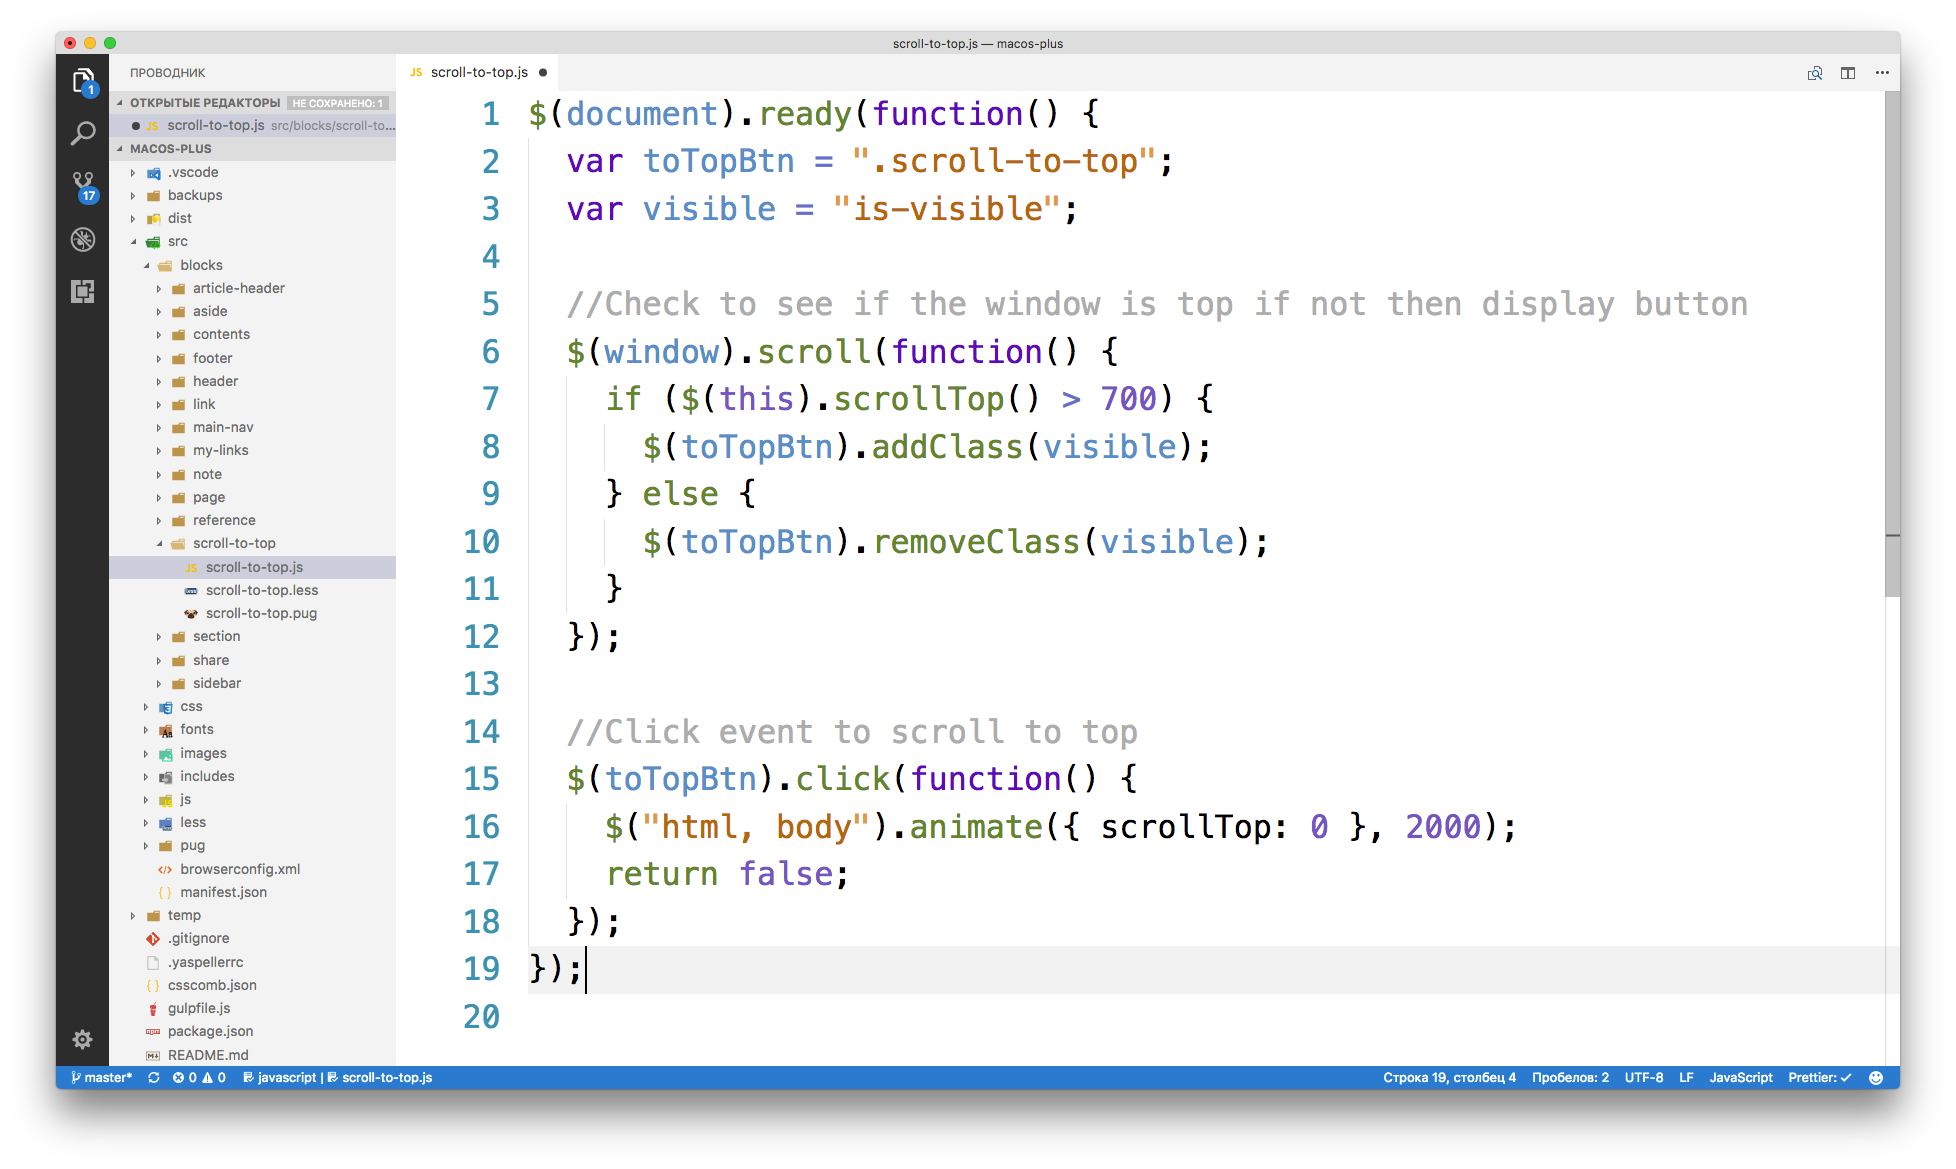 scroll-to-top.js — macos-plus
ПРОВОДНИК
ОТКРЫТЫЕ РЕДАКТОРЫ НЕ СОХРАНЕНО: 1
JS scroll-to-top.js src/blocks/scroll-to...
MACOS-PLUS
.vscode
backups
dist
src
blocks
article-header
aside
contents
footer
header
link
main-nav
my-links
note
page
reference
scroll-to-top
JS scroll-to-top.js
scroll-to-top.less
scroll-to-top.pug
section
share
sidebar
css
fonts
images
includes
js
less
pug
browserconfig.xml
manifest.json
temp
.gitignore
.yaspellerrc
csscomb.json
gulpfile.js
package.json
README.md
1
17
JS scroll-to-top.js
1 $(document).ready(function() {
2   var toTopBtn = ".scroll-to-top";
3   var visible = "is-visible";
4
5   //Check to see if the window is top if not then display button
6   $(window).scroll(function() {
7     if ($(this).scrollTop() > 700) {
8       $(toTopBtn).addClass(visible);
9     } else {
10       $(toTopBtn).removeClass(visible);
11     }
12   });
13
14   //Click event to scroll to top
15   $(toTopBtn).click(function() {
16     $("html, body").animate({ scrollTop: 0 }, 2000);
17     return false;
18   });
19 });
20
master* 0 0 javascript | scroll-to-top.js Строка 19, столбец 4 Пробелов: 2 UTF-8 LF JavaScript Prettier: ✓